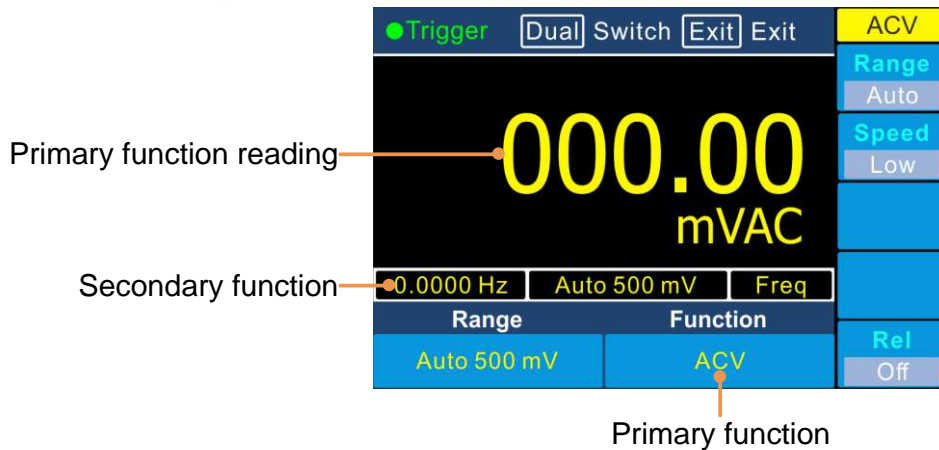 Trigger Dual Switch Exit Exit
ACV
Range
Auto
Speed
Low
Primary function reading
000.00
mVAC
Secondary function
0.0000 Hz Auto 500 mV Freq
Range Function
Auto 500 mV ACV
Rel
Off
Primary function